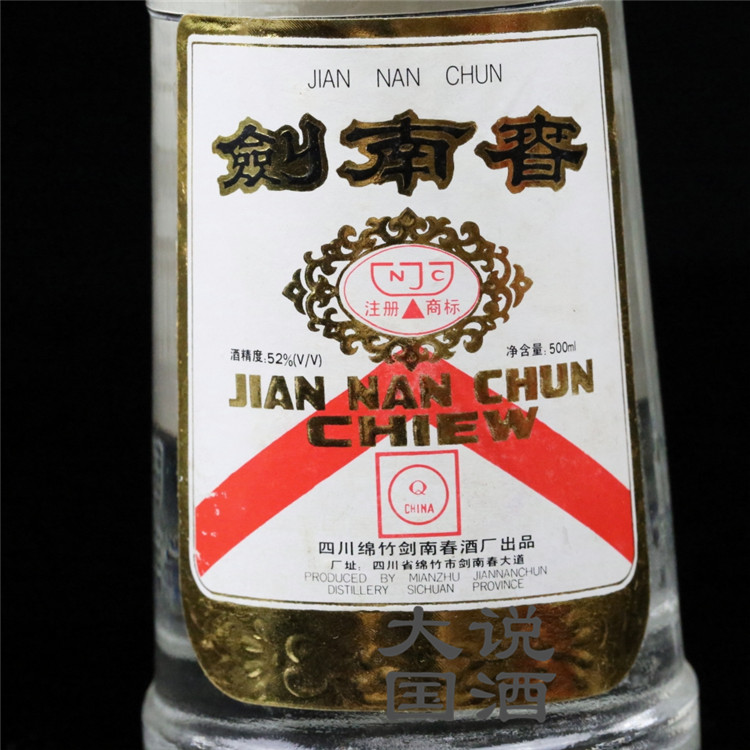 JIAN NAN CHUN
劍南春
NJC
注册 商标
酒精度:52%(V/V)
净含量:500ml
JIAN NAN CHUN
CHIEW
Q
CHINA
四川绵竹剑南春酒厂出品
厂址:四川省绵竹市剑南春大道
PRODUCED BY MIANZHU JIANNANCHUN
DISTILLERY SICHUAN PROVINCE
大说
国酒